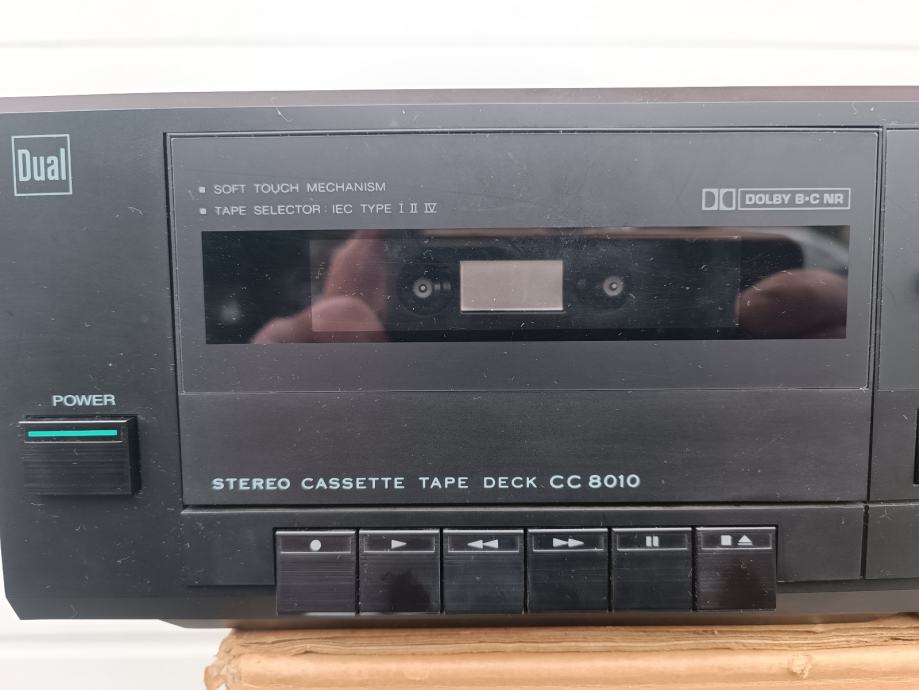 Dual
SOFT TOUCH MECHANISM
TAPE SELECTOR : IEC TYPE I II IV
DOLBY B·C NR
POWER
STEREO CASSETTE TAPE DECK CC 8010